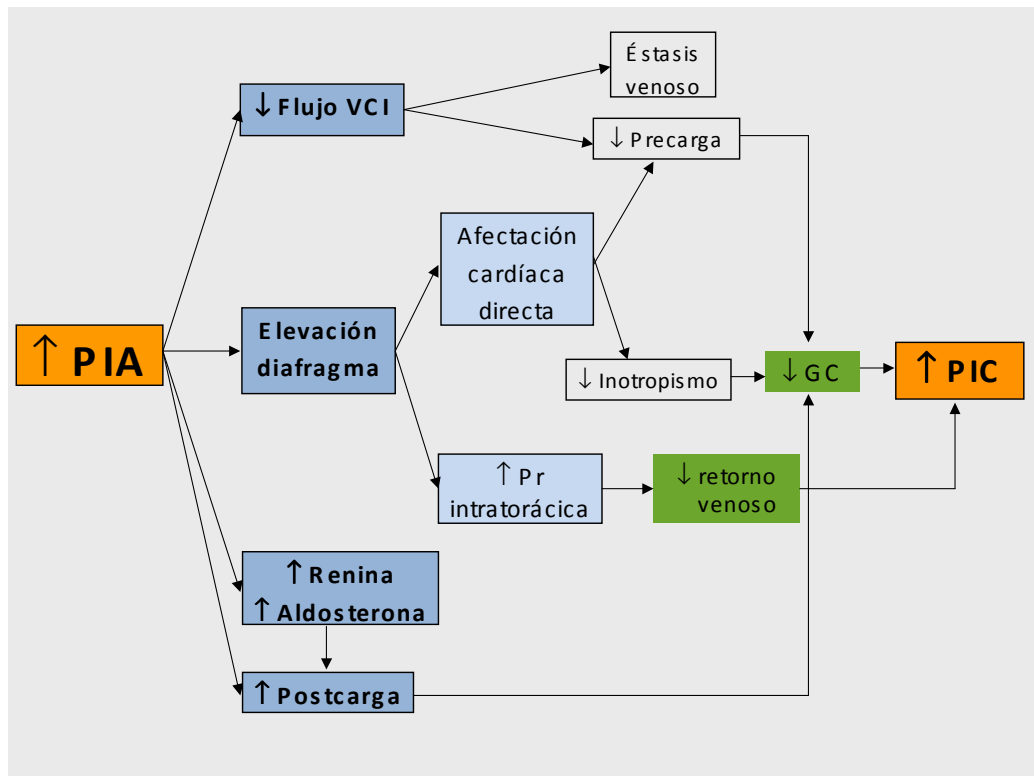 Éstasis
venoso
↓ Flujo VCI
↓ Precarga
Afectación
cardíaca
directa
↑ PIA
Elevación
diafragma
↓ Inotropismo
↓ GC
↑ PIC
↑ Pr
intratorácica
↓ retorno
venoso
↑ Renina
↑ Aldosterona
↑ Postcarga